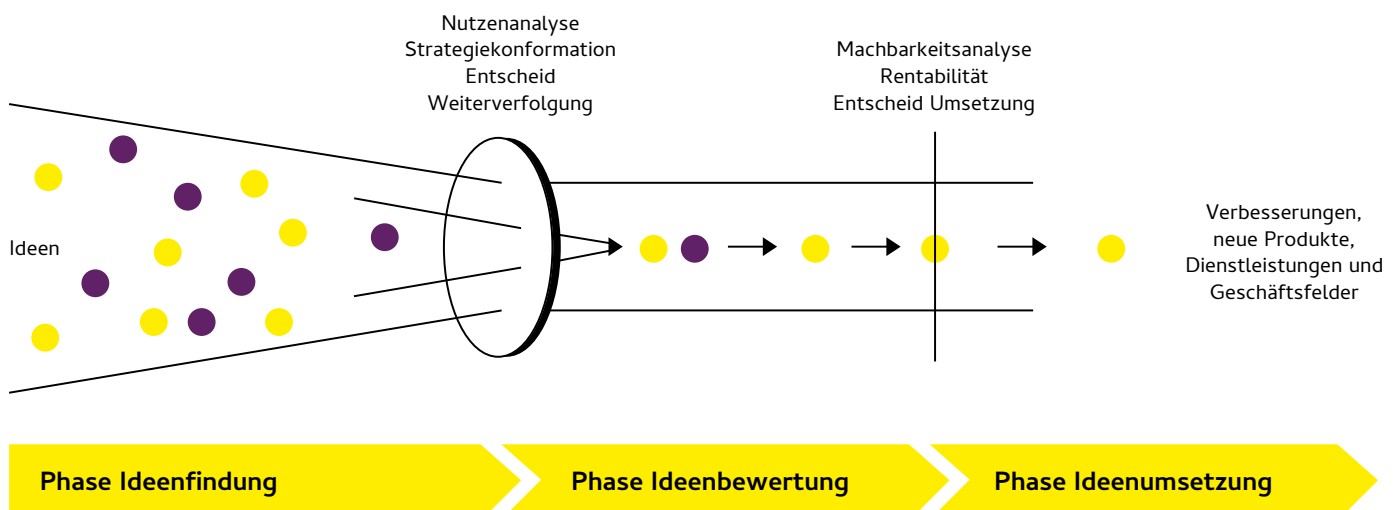 Nutzenanalyse
Strategiekonformation
Entscheid
Weiterverfolgung
Machbarkeitsanalyse
Rentabilität
Entscheid Umsetzung
Ideen
Verbesserungen,
neue Produkte,
Dienstleistungen und
Geschäftsfelder
Phase Ideenfindung
Phase Ideenbewertung
Phase Ideenumsetzung